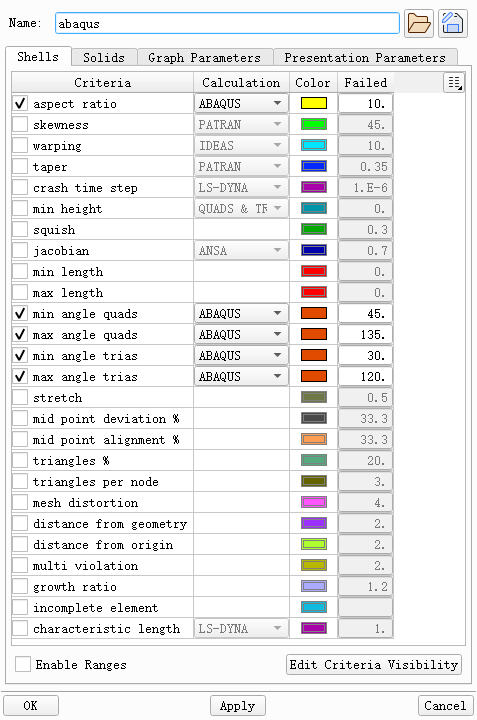 Name: abaqus
Shells Solids Graph Parameters Presentation Parameters
Criteria Calculation Color Failed
aspect ratio ABAQUS 10.
skewness PATRAN 45.
warping IDEAS 10.
taper PATRAN 0.35
crash time step LS-DYNA 1.E-6
min height QUADS & TF 0.
squish 0.3
jacobian ANSA 0.7
min length 0.
max length 0.
min angle quads ABAQUS 45.
max angle quads ABAQUS 135.
min angle trias ABAQUS 30.
max angle trias ABAQUS 120.
stretch 0.5
mid point deviation % 33.3
mid point alignment % 33.3
triangles % 20.
triangles per node 3.
mesh distortion 4.
distance from geometry 2.
distance from origin 2.
multi violation 2.
growth ratio 1.2
incomplete element
characteristic length LS-DYNA 1.
Enable Ranges Edit Criteria Visibility
OK Apply Cancel